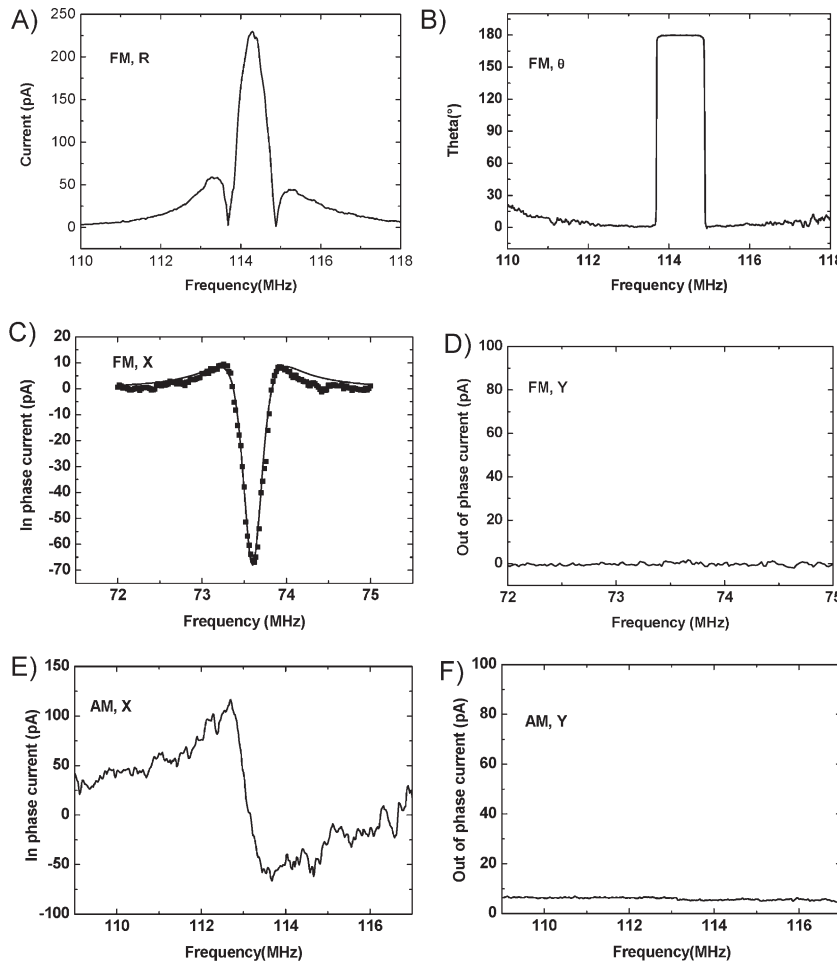 A)
FM, R
250
200
150
100
50
0
Current (pA)
110 112 114 116 118
Frequency(MHz)
B)
FM, θ
180
150
120
90
60
30
0
Theta(°)
110 112 114 116 118
Frequency (MHz)
C)
FM, X
20
10
0
-10
-20
-30
-40
-50
-60
-70
In phase current (pA)
72 73 74 75
Frequency (MHz)
D)
FM, Y
100
80
60
40
20
0
Out of phase current (pA)
72 73 74 75
Frequency (MHz)
E)
AM, X
150
100
50
0
-50
-100
In phase current (pA)
110 112 114 116
Frequency(MHz)
F)
AM, Y
100
80
60
40
20
0
Out of phase current (pA)
110 112 114 116
Frequency(MHz)